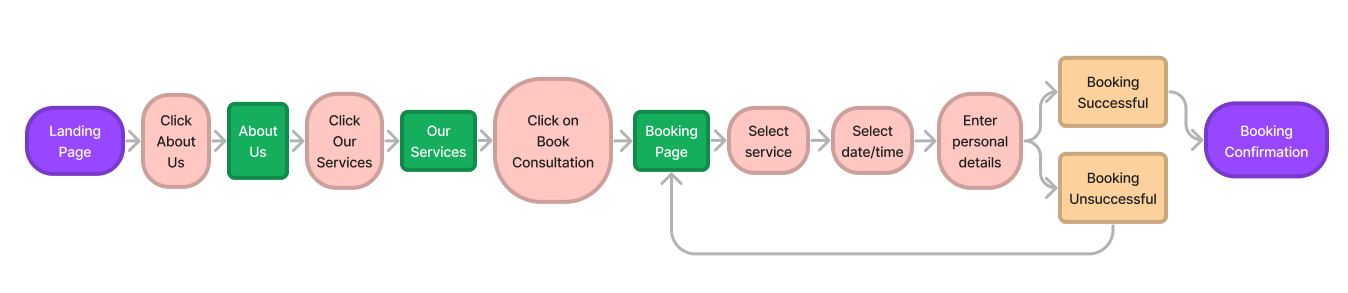 Landing
Page
Click
About
Us
About
Us
Click
Our
Services
Our
Services
Click on
Book
Consultation
Booking
Page
Select
service
Select
date/time
Enter
personal
details
Booking
Successful
Booking
Unsuccessful
Booking
Confirmation